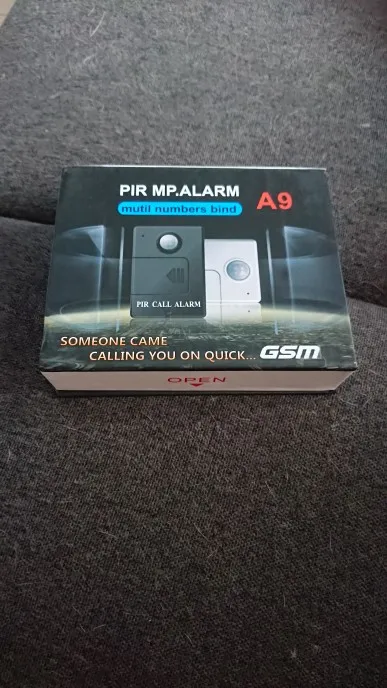 PIR MP.ALARM A9
mutil numbers bind
PIR CALL ALARM
SOMEONE CAME
CALLING YOU ON QUICK... GSM
OPEN